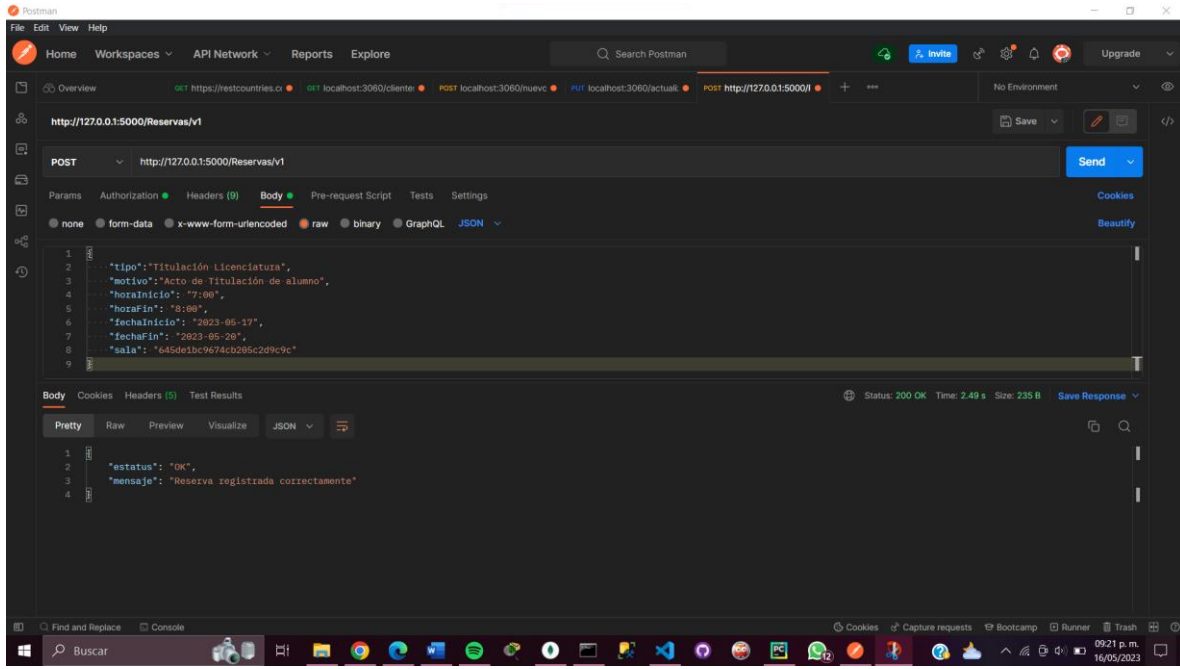 Postman
File Edit View Help
Home Workspaces API Network Reports Explore Search Postman Invite Upgrade
Overview GET https://restcountries.c GET localhost:3060/cliente POST localhost:3060/nuevc PUT localhost:3060/actuali. POST http://127.0.0.1:5000/ No Environment
http://127.0.0.1:5000/Reservas/v1 Save
POST http://127.0.0.1:5000/Reservas/v1 Send
Params Authorization Headers (9) Body Pre-request Script Tests Settings Cookies
none form-data x-www-form-urlencoded raw binary GraphQL JSON Beautify
1 {
2 "tipo":"Titulación Licenciatura",
3 "motivo":"Acto de Titulación de alumno",
4 "horaInicio": "7:00",
5 "horaFin": "8:00",
6 "fechaInicio": "2023-05-17",
7 "fechaFin": "2023-05-20",
8 "sala": "645de1bc9674cb205c2d9c9c"
9 }
Body Cookies Headers (5) Test Results Status: 200 OK Time: 2.49 s Size: 235 B Save Response
Pretty Raw Preview Visualize JSON
1 {
2 "estatus": "OK",
3 "mensaje": "Reserva registrada correctamente"
4 }
Find and Replace Console Cookies Capture requests Bootcamp Runner Trash
Buscar 09:21 p. m.
16/05/2023